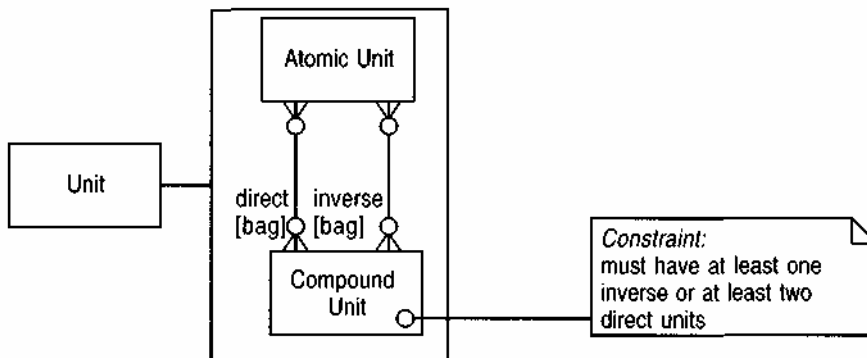 Atomic Unit
Unit
direct inverse
[bag] [bag]
Compound
Unit
Constraint:
must have at least one
inverse or at least two
direct units